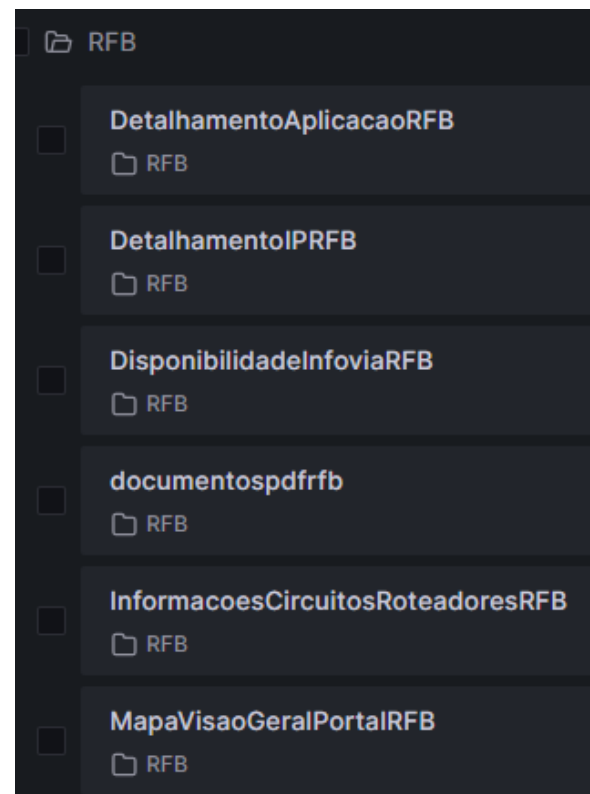 RFB
DetalhamentoAplicacaoRFB
RFB
DetalhamentoIPRFB
RFB
DisponibilidadeInfoviaRFB
RFB
documentospdfrfb
RFB
InformacoesCircuitosRoteadoresRFB
RFB
MapaVisaoGeralPortalRFB
RFB